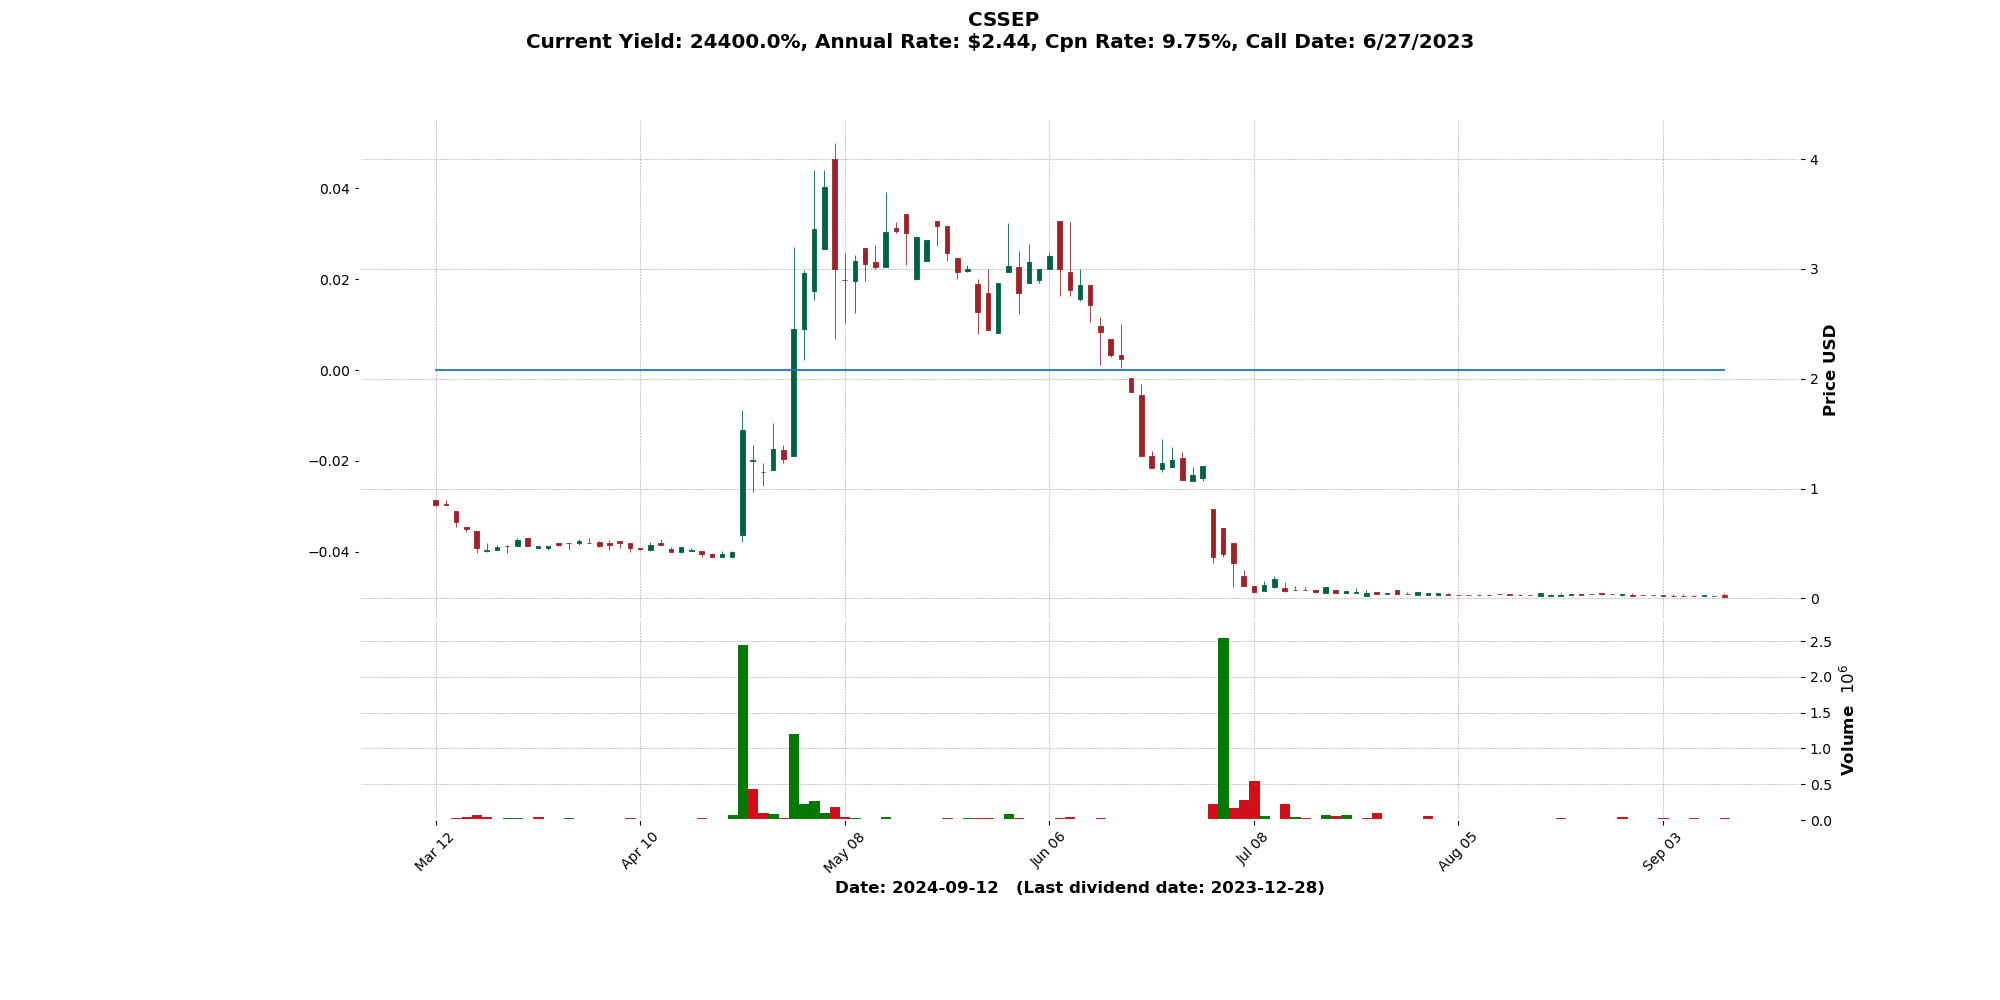 CSSEP
Current Yield: 24400.0%, Annual Rate: $2.44, Cpn Rate: 9.75%, Call Date: 6/27/2023
0.04
0.02
0.00
−0.02
−0.04
4
3
2
1
0
Price USD
2.5
2.0
1.5
1.0
0.5
0.0
Volume 10⁶
Mar 12
Apr 10
May 08
Jun 06
Jul 08
Aug 05
Sep 03
Date: 2024-09-12 (Last dividend date: 2023-12-28)